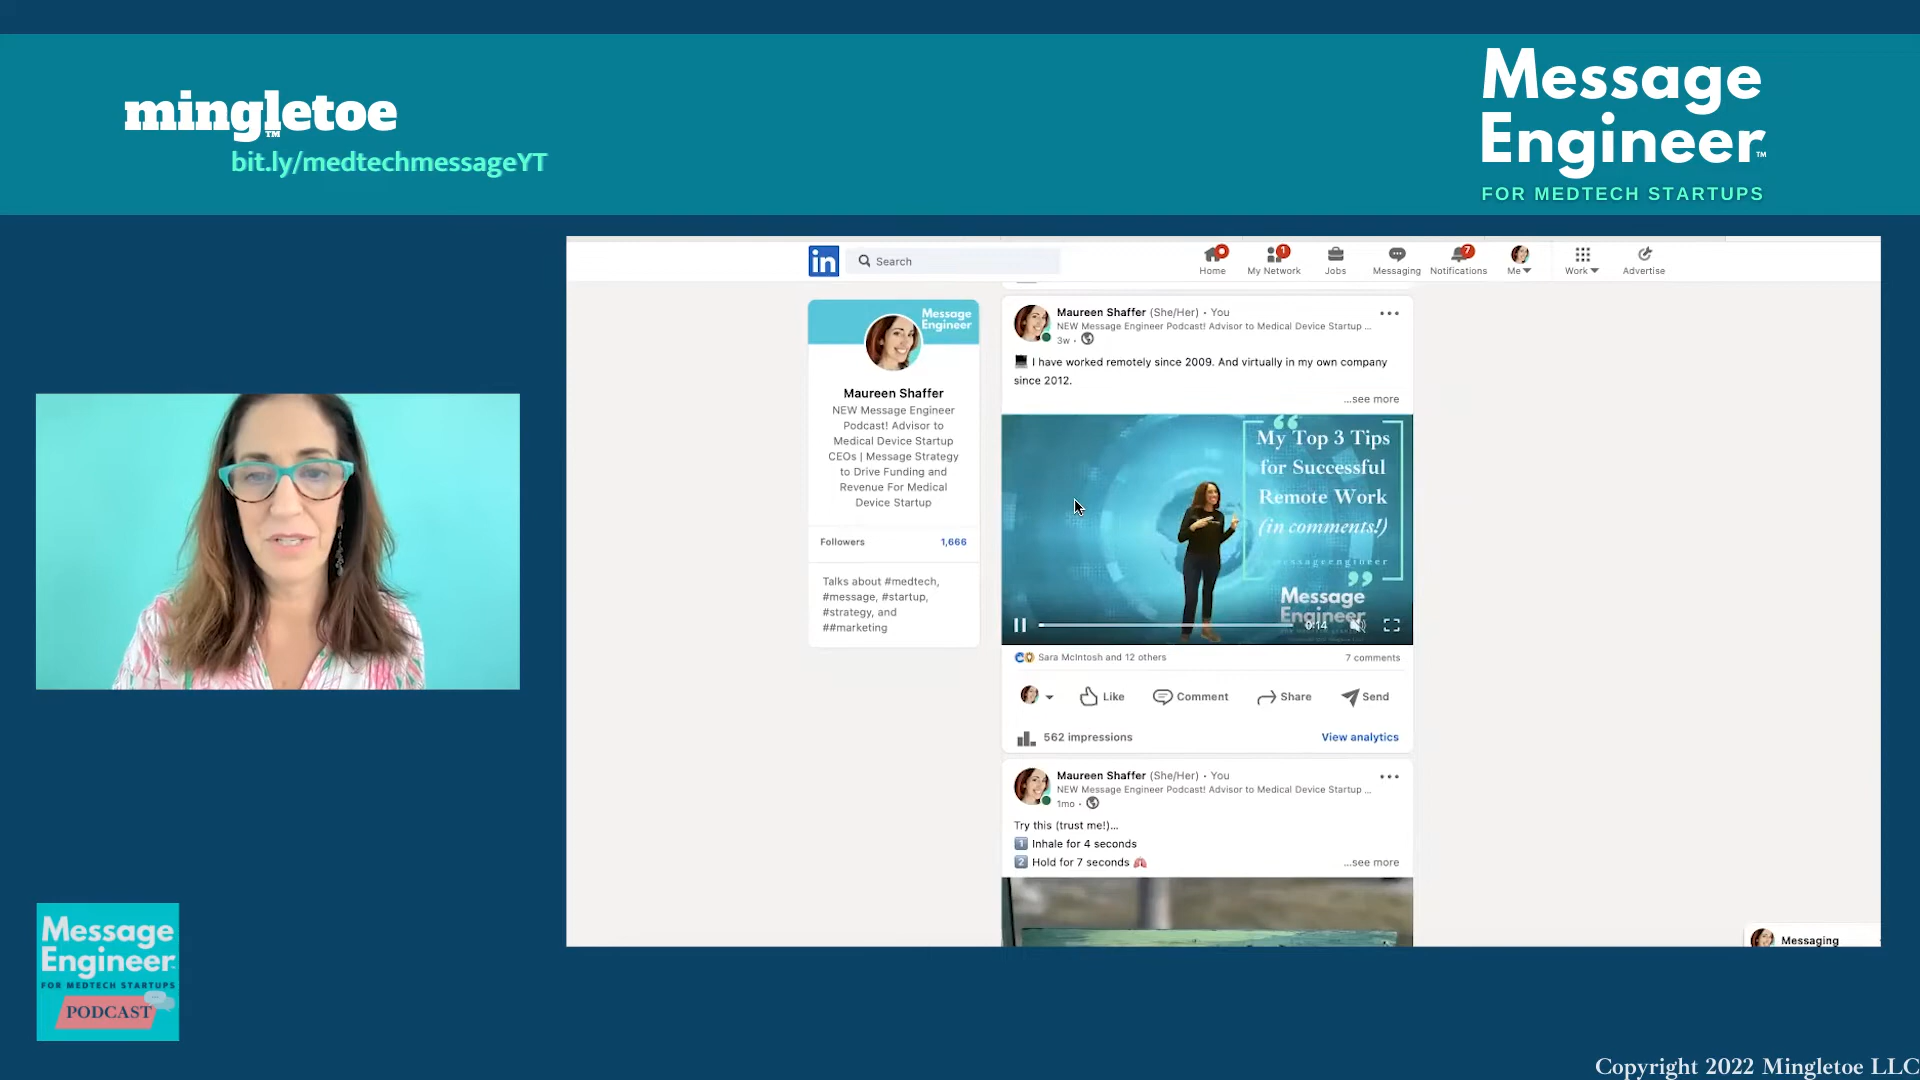 mingletoe
TM
bit.ly/medtechmessageYT
Message
Engineer™
FOR MEDTECH STARTUPS
in
Search
Home
1
My Network
Jobs
Messaging
7
Notifications
Me
Work
Advertise
Message
Engineer
Maureen Shaffer
NEW Message Engineer
Podcast! Advisor to
Medical Device Startup
CEOs | Message Strategy
to Drive Funding and
Revenue For Medical
Device Startup
Followers 1,666
Talks about #medtech,
#message, #startup,
#strategy, and
##marketing
Maureen Shaffer (She/Her) • You
NEW Message Engineer Podcast! Advisor to Medical Device Startup ...
3w •
I have worked remotely since 2009. And virtually in my own company
since 2012.
...see more
My Top 3 Tips
for Successful
Remote Work
(in comments!)
Message
Engineer
0:14
Sara McIntosh and 12 others
7 comments
Like
Comment
Share
Send
562 impressions
View analytics
Maureen Shaffer (She/Her) • You
NEW Message Engineer Podcast! Advisor to Medical Device Startup ...
1mo •
Try this (trust me!)...
1 Inhale for 4 seconds
2 Hold for 7 seconds
...see more
Messaging
Message
Engineer
FOR MEDTECH STARTUPS
PODCAST
Copyright 2022 Mingletoe LLC